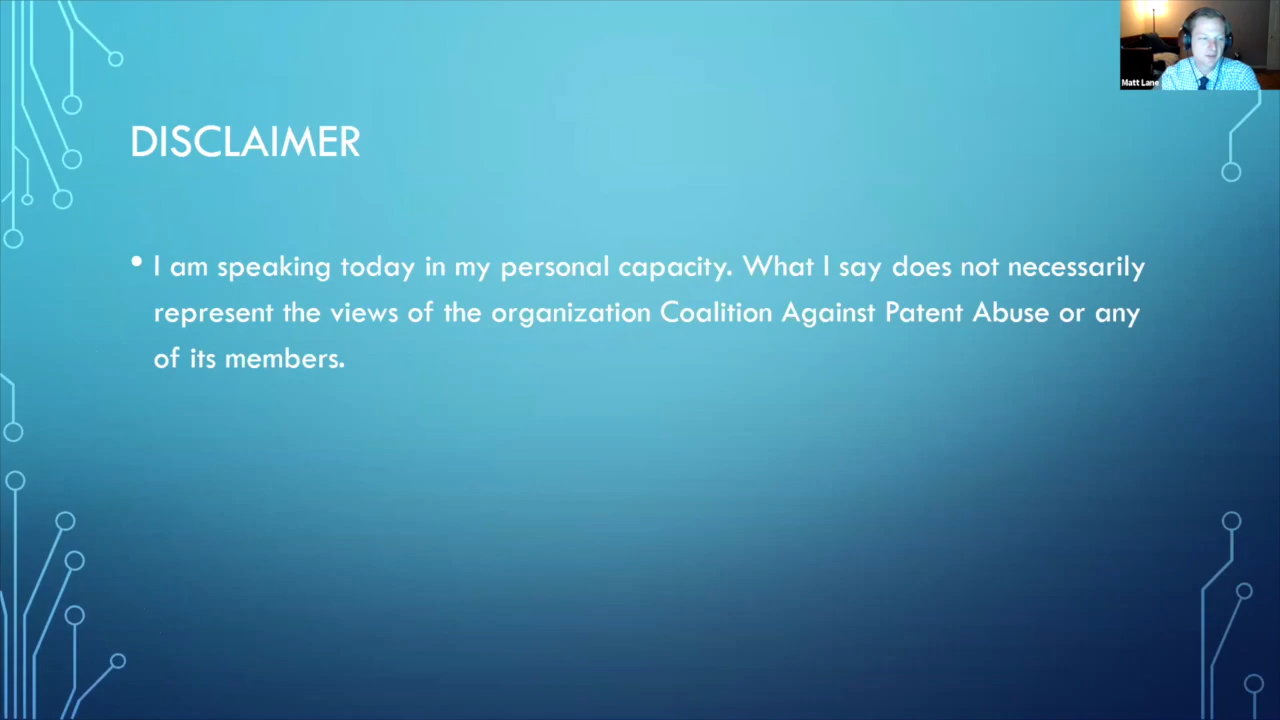 Matt Lane
DISCLAIMER
• I am speaking today in my personal capacity. What I say does not necessarily
represent the views of the organization Coalition Against Patent Abuse or any
of its members.